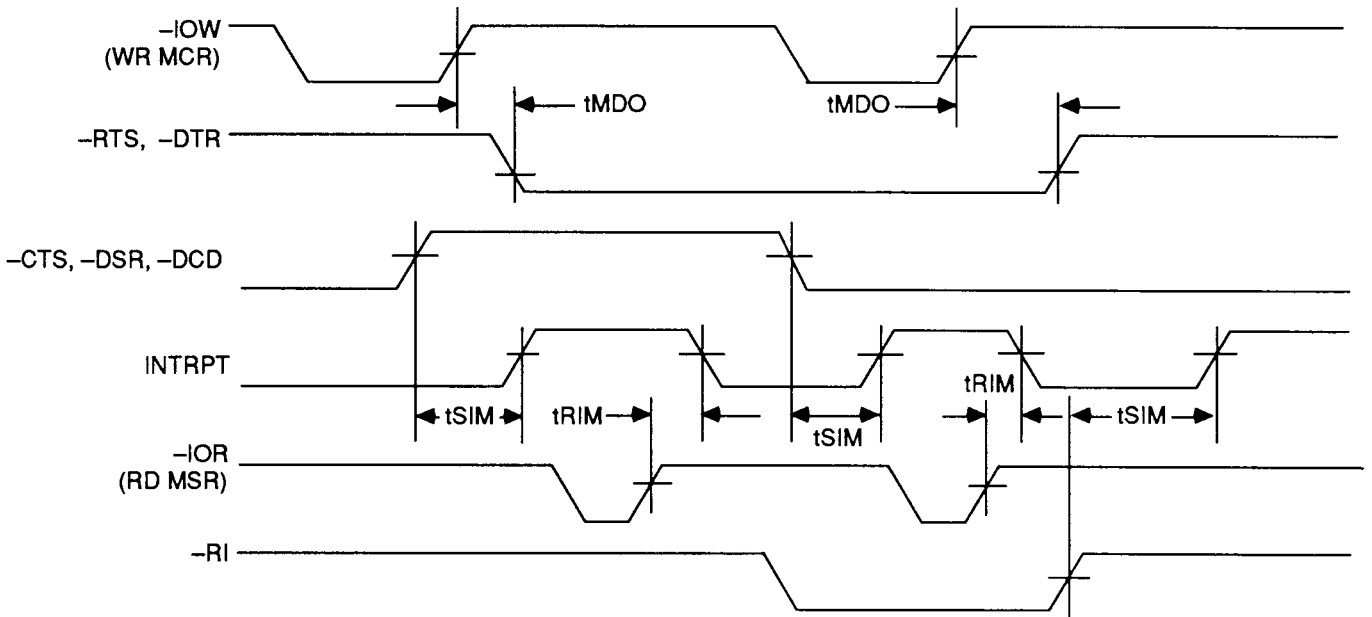 –IOW
(WR MCR)
tMDO
tMDO
–RTS, –DTR
–CTS, –DSR, –DCD
INTRPT
tRIM
tSIM
tRIM
tSIM
tSIM
–IOR
(RD MSR)
–RI